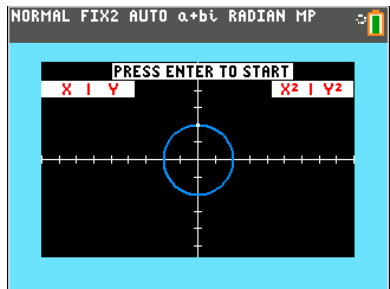 NORMAL FIX2 AUTO a+bi RADIAN MP
PRESS ENTER TO START
X | Y
X² | Y²